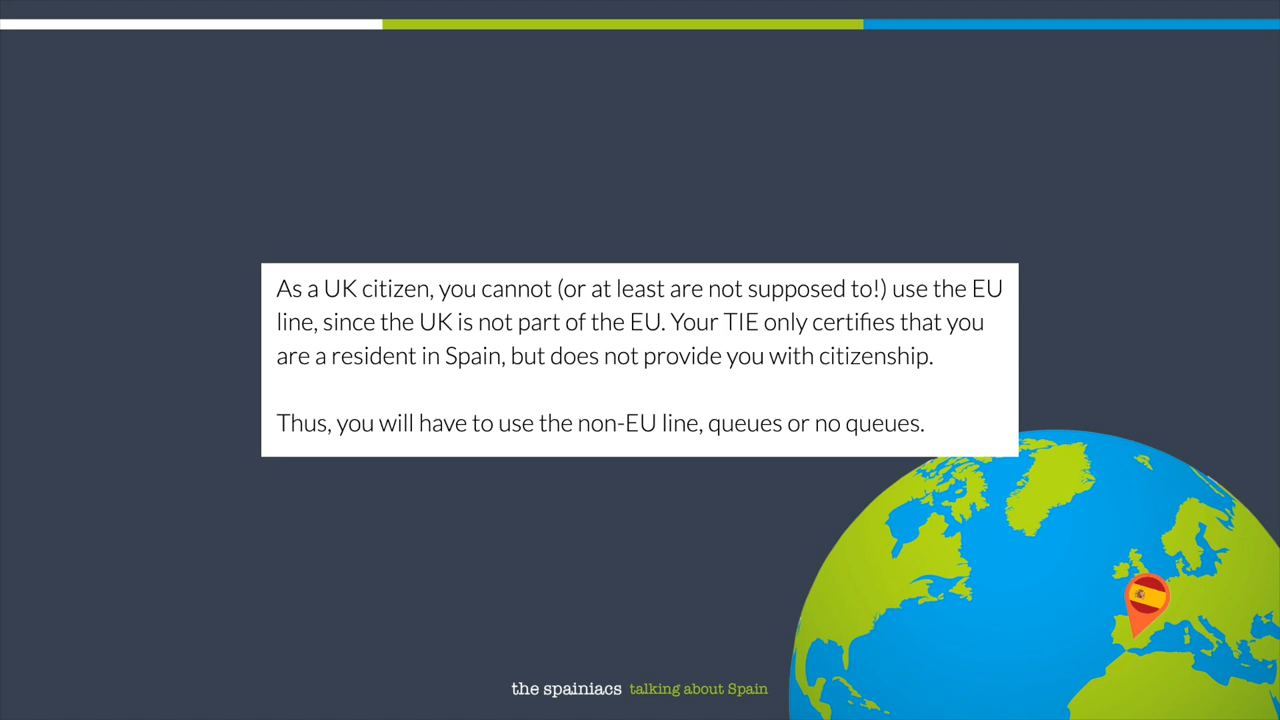 As a UK citizen, you cannot (or at least are not supposed to!) use the EU
line, since the UK is not part of the EU. Your TIE only certifies that you
are a resident in Spain, but does not provide you with citizenship.
Thus, you will have to use the non-EU line, queues or no queues.
the spainiacs talking about Spain